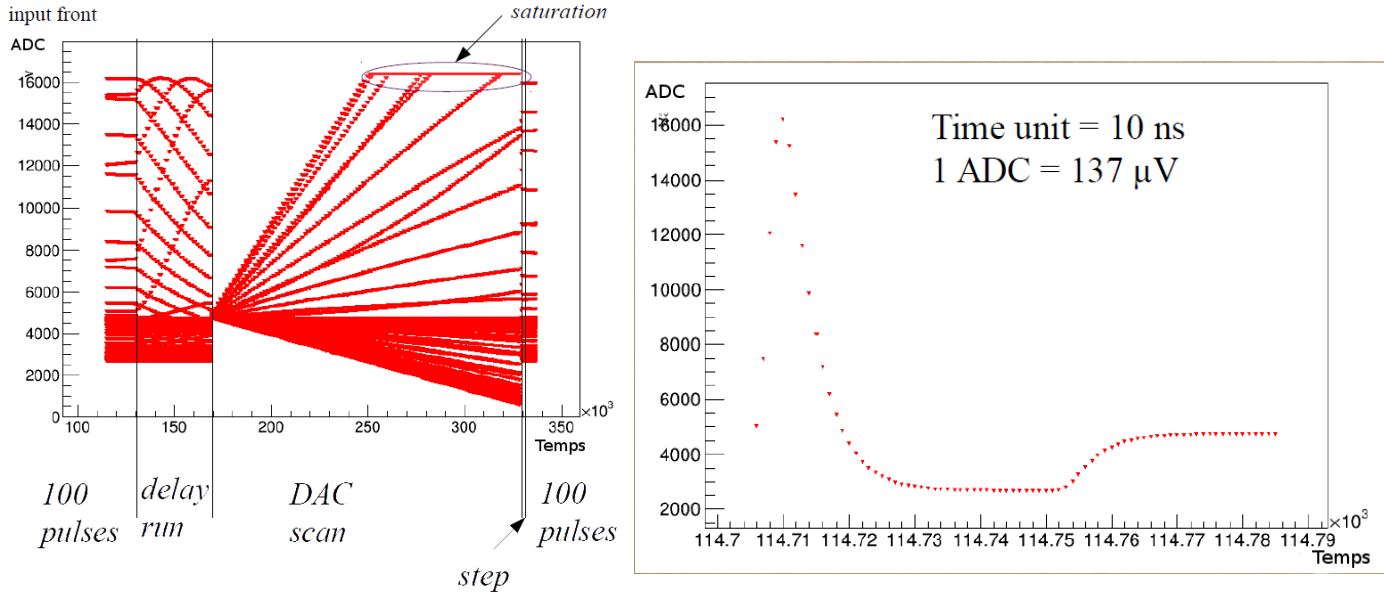 input front
ADC
saturation
16000
14000
12000
10000
8000
6000
4000
2000
0
100 150 200 250 300 350 ×10³
Temps
100 pulses
delay run
DAC scan
step
100 pulses
ADC
Time unit = 10 ns
1 ADC = 137 μV
16000
14000
12000
10000
8000
6000
4000
2000
114.7 114.71 114.72 114.73 114.74 114.75 114.76 114.77 114.78 114.79 ×10³
Temps